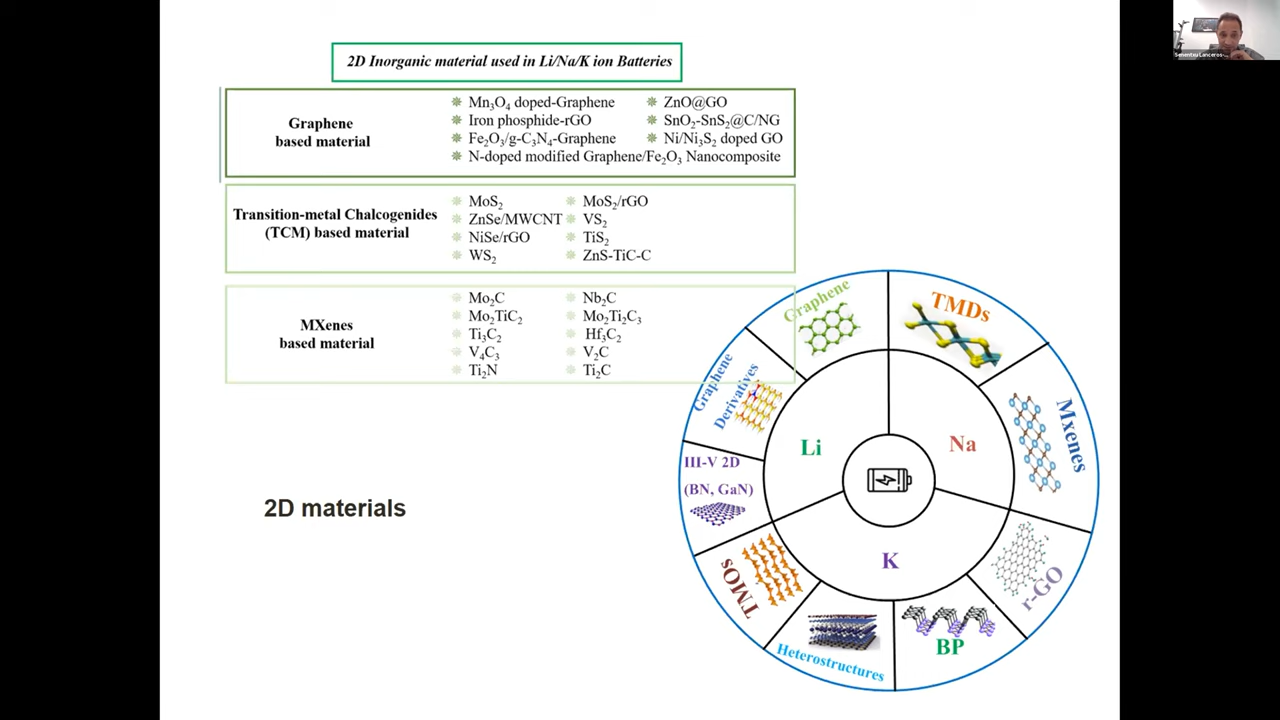 Senentxu Lanceros-...
2D Inorganic material used in Li/Na/K ion Batteries
Graphene
based material
Mn₃O₄ doped-Graphene
ZnO@GO
Iron phosphide-rGO
SnO₂-SnS₂@C/NG
Fe₂O₃/g-C₃N₄-Graphene
Ni/Ni₃S₂ doped GO
N-doped modified Graphene/Fe₂O₃ Nanocomposite
Transition-metal Chalcogenides
(TCM) based material
MoS₂
MoS₂/rGO
ZnSe/MWCNT
VS₂
NiSe/rGO
TiS₂
WS₂
ZnS-TiC-C
MXenes
based material
Mo₂C
Nb₂C
Mo₂TiC₂
Mo₂Ti₂C₃
Ti₃C₂
Hf₃C₂
V₄C₃
V₂C
Ti₂N
Ti₂C
2D materials
Graphene
TMDs
Mxenes
r-GO
BP
Heterostructures
TMOs
III-V 2D
(BN, GaN)
Graphene
Derivatives
Li
Na
K